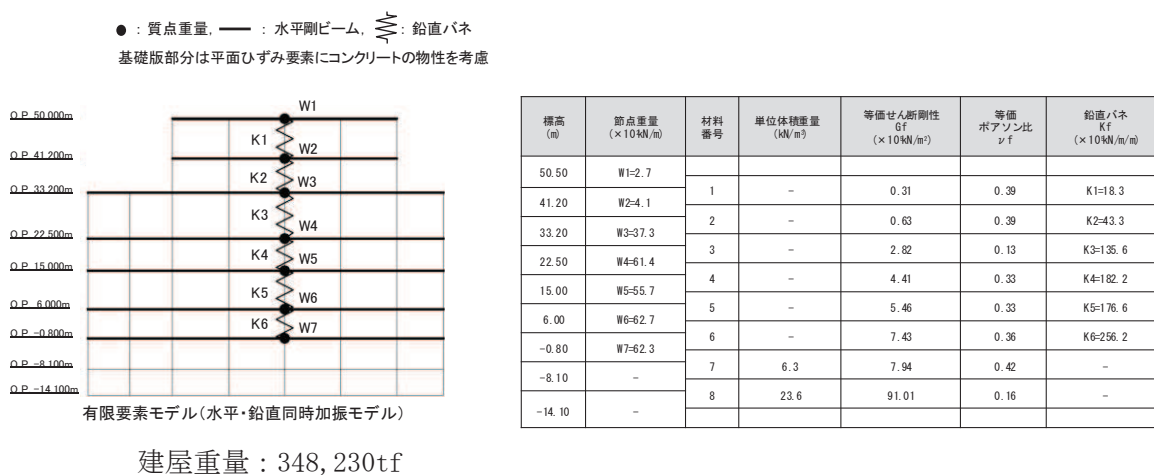 ● : 質点重量, ── : 水平剛ビーム, : 鉛直バネ
基礎版部分は平面ひずみ要素にコンクリートの物性を考慮
O.P. 50.000m
O.P. 41.200m
O.P. 33.200m
O.P. 22.500m
O.P. 15.000m
O.P. 6.000m
O.P. -0.800m
O.P. -8.100m
O.P. -14.100m
W1
K1
W2
K2
W3
K3
W4
K4
W5
K5
W6
K6
W7
有限要素モデル(水平・鉛直同時加振モデル)
建屋重量：348,230tf
標高 (m) 節点重量 (×10⁴kN/m) 材料番号 単位体積重量 (kN/m³) 等価せん断剛性 Gf (×10⁴kN/m²) 等価ポアソン比 νf 鉛直バネ Kf (×10⁴kN/m/m)
50.50 W1=2.7
1 - 0.31 0.39 K1=18.3
41.20 W2=4.1
2 - 0.63 0.39 K2=43.3
33.20 W3=37.3
3 - 2.82 0.13 K3=135.6
22.50 W4=61.4
4 - 4.41 0.33 K4=182.2
15.00 W5=55.7
5 - 5.46 0.33 K5=176.6
6.00 W6=62.7
6 - 7.43 0.36 K6=256.2
-0.80 W7=62.3
7 6.3 7.94 0.42 -
-8.10 -
8 23.6 91.01 0.16 -
-14.10 -